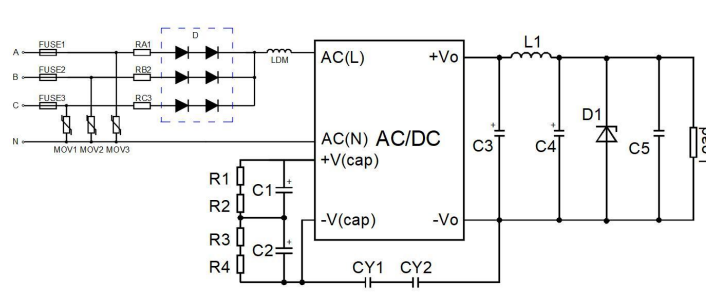 D
FUSE1 RA1
A
LDM
FUSE2 RB2
B
FUSE3 RC3
C
N
MOV1 MOV2 MOV3
AC(L) +Vo
AC(N) AC/DC
+V(cap)
-V(cap) -Vo
L1
C3
C4
D1
C5
Load
R1
C1
R2
R3
C2
R4
CY1 CY2
+
+
+
+